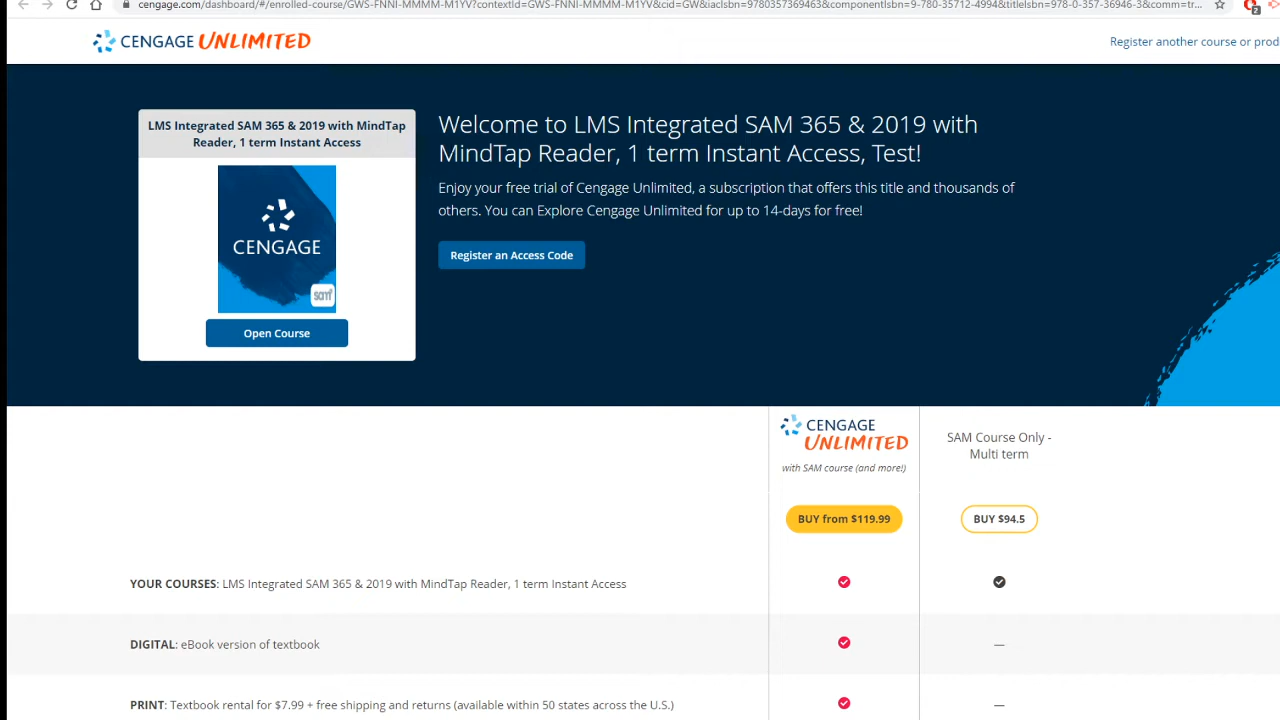 cengage.com/dashboard/#/enrolled-course/GWS-FNNI-MMMM-M1YV?contextId=GWS-FNNI-MMMM-M1YV&cid=GW&iaclsbn=9780357369463&componentIsbn=9-780-35712-4994&titleIsbn=978-0-357-36946-3&comm=tr...
2
CENGAGE UNLIMITED
Register another course or prod
LMS Integrated SAM 365 & 2019 with MindTap
Reader, 1 term Instant Access
CENGAGE
sam
Open Course
Welcome to LMS Integrated SAM 365 & 2019 with
MindTap Reader, 1 term Instant Access, Test!
Enjoy your free trial of Cengage Unlimited, a subscription that offers this title and thousands of
others. You can Explore Cengage Unlimited for up to 14-days for free!
Register an Access Code
CENGAGE
UNLIMITED
with SAM course (and more!)
SAM Course Only -
Multi term
BUY from $119.99
BUY $94.5
YOUR COURSES: LMS Integrated SAM 365 & 2019 with MindTap Reader, 1 term Instant Access
DIGITAL: eBook version of textbook
—
PRINT: Textbook rental for $7.99 + free shipping and returns (available within 50 states across the U.S.)
—